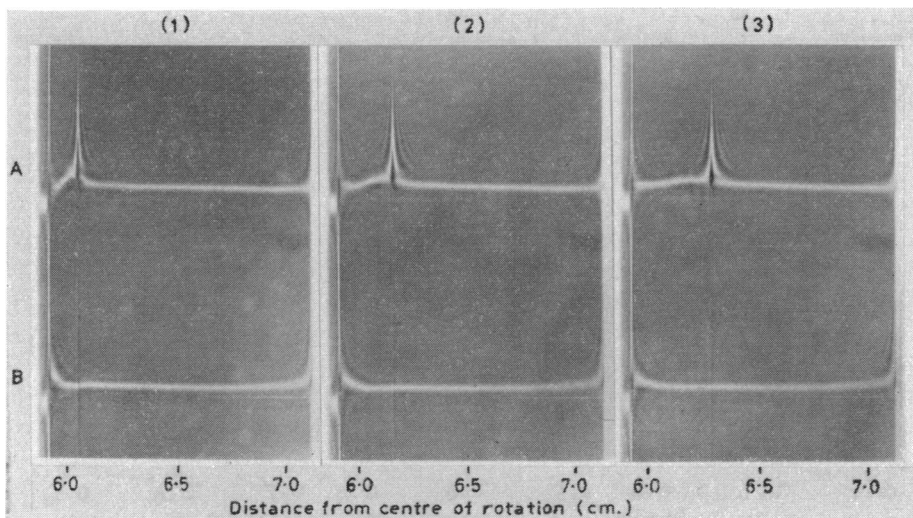 (1) (2) (3)
A
B
6·0 6·5 7·0 6·0 6·5 7·0 6·0 6·5 7·0
Distance from centre of rotation (cm.)